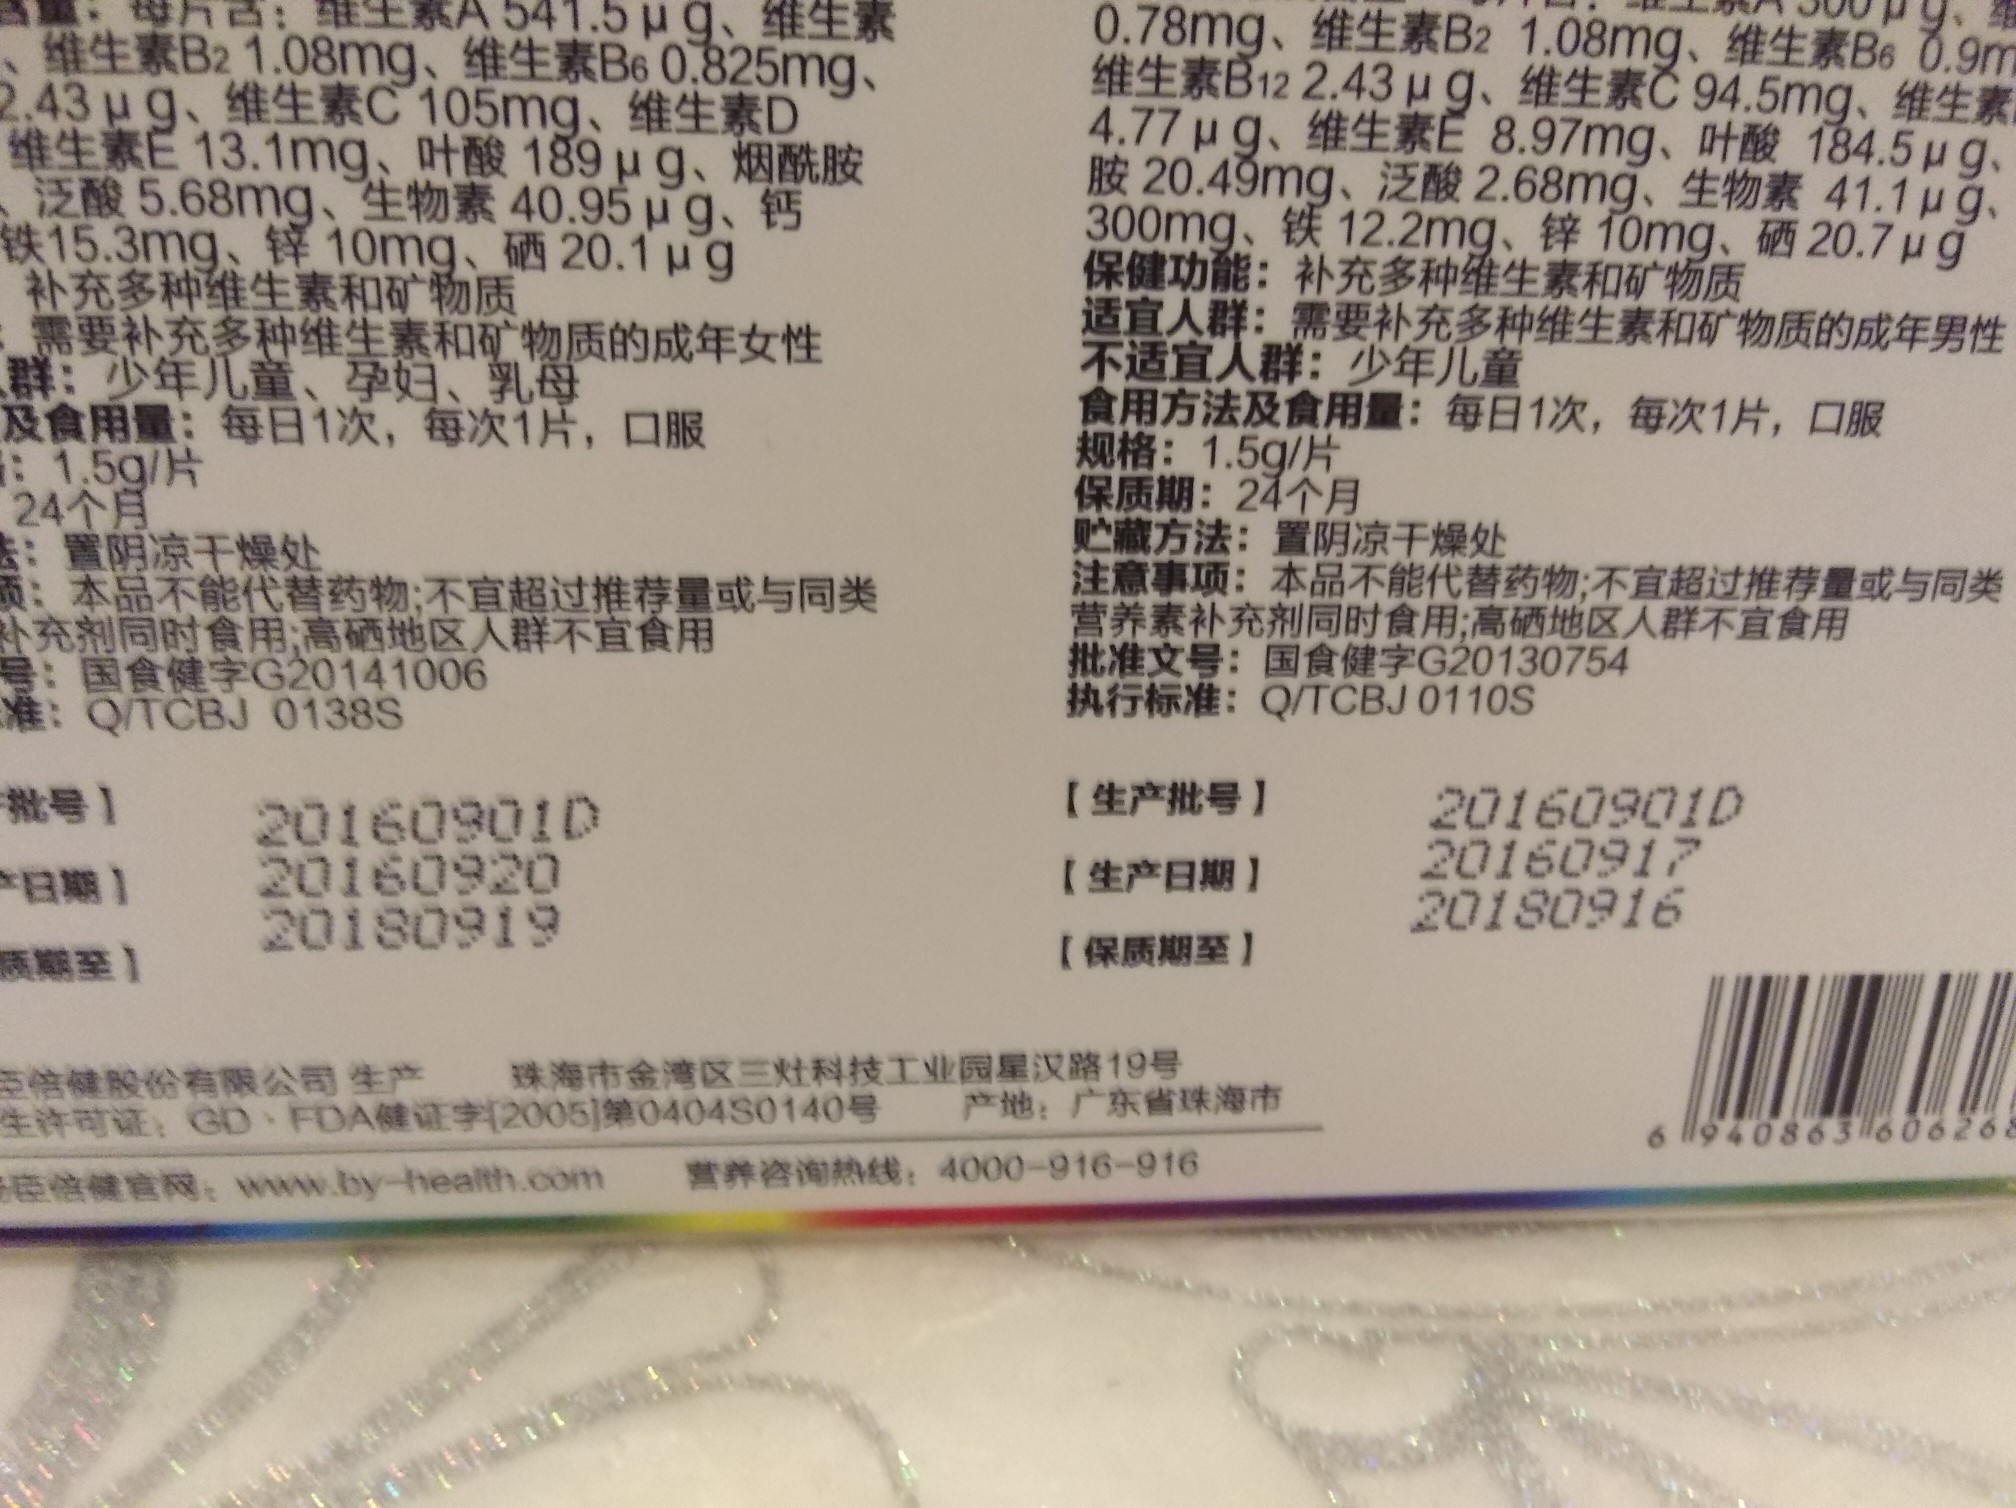 含量：每片含：维生素A 541.5μg、维生素
、维生素B2 1.08mg、维生素B6 0.825mg、
2.43μg、维生素C 105mg、维生素D
维生素E 13.1mg、叶酸 189μg、烟酰胺
、泛酸 5.68mg、生物素 40.95μg、钙
铁15.3mg、锌 10mg、硒 20.1μg
补充多种维生素和矿物质
：需要补充多种维生素和矿物质的成年女性
群：少年儿童、孕妇、乳母
及食用量：每日1次，每次1片，口服
：1.5g/片
24个月
法：置阴凉干燥处
项：本品不能代替药物;不宜超过推荐量或与同类
补充剂同时食用;高硒地区人群不宜食用
号：国食健字G20141006
准：Q/TCBJ 0138S
批号】 20160901D
产日期】 20160920
质期至】 20180919
维生素A 300μg、
0.78mg、维生素B2 1.08mg、维生素B6 0.9m
维生素B12 2.43μg、维生素C 94.5mg、维生素
4.77μg、维生素E 8.97mg、叶酸 184.5μg、
胺 20.49mg、泛酸 2.68mg、生物素 41.1μg、
300mg、铁 12.2mg、锌 10mg、硒 20.7μg
保健功能：补充多种维生素和矿物质
适宜人群：需要补充多种维生素和矿物质的成年男性
不适宜人群：少年儿童
食用方法及食用量：每日1次，每次1片，口服
规格：1.5g/片
保质期：24个月
贮藏方法：置阴凉干燥处
注意事项：本品不能代替药物;不宜超过推荐量或与同类
营养素补充剂同时食用;高硒地区人群不宜食用
批准文号：国食健字G20130754
执行标准：Q/TCBJ 0110S
【生产批号】 20160901D
【生产日期】 20160917
【保质期至】 20180916
臣倍健股份有限公司 生产 珠海市金湾区三灶科技工业园星汉路19号
生许可证：GD·FDA健证字[2005]第0404S0140号 产地：广东省珠海市
臣倍健官网：www.by-health.com 营养咨询热线：4000-916-916
6 940863 606268